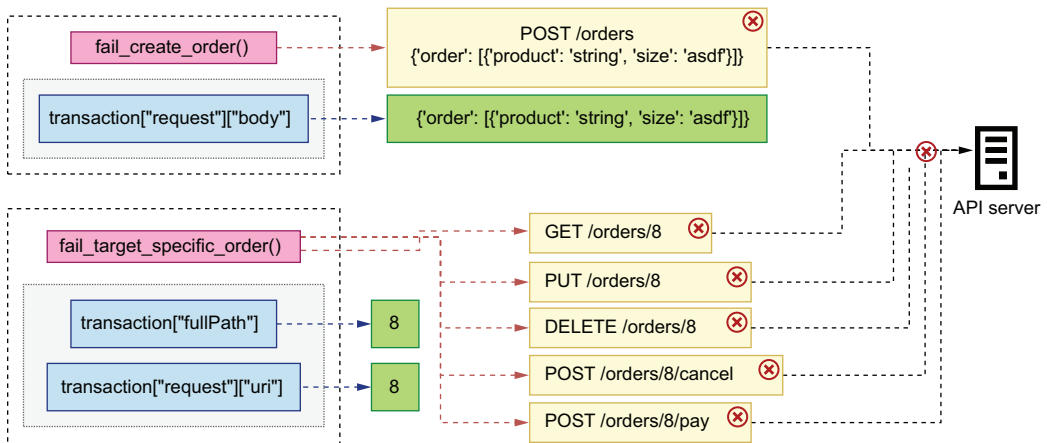 fail_create_order()
POST /orders
{'order': [{'product': 'string', 'size': 'asdf'}]}
transaction["request"]["body"]
{'order': [{'product': 'string', 'size': 'asdf'}]}
API server
fail_target_specific_order()
GET /orders/8
PUT /orders/8
transaction["fullPath"]
8
DELETE /orders/8
transaction["request"]["uri"]
8
POST /orders/8/cancel
POST /orders/8/pay